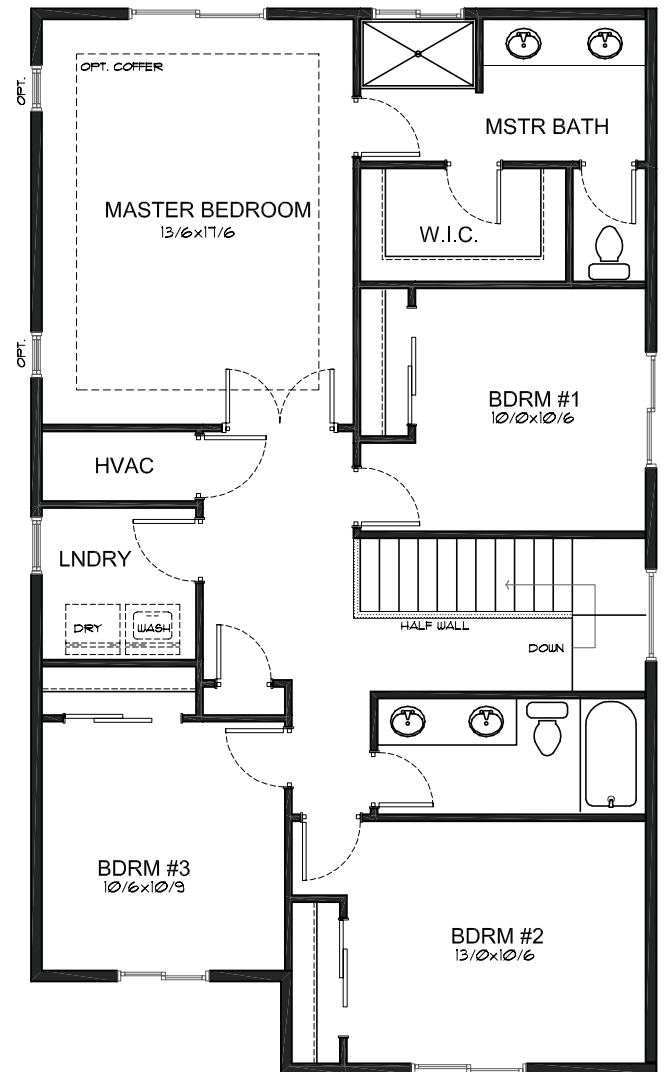 OPT. COFFER
OPT.
MSTR BATH
MASTER BEDROOM
13/6x17/6
W.I.C.
OPT.
BDRM #1
10/0x10/6
HVAC
LNDRY
DRY
WASH
HALF WALL
DOWN
BDRM #3
10/6x10/9
BDRM #2
13/0x10/6